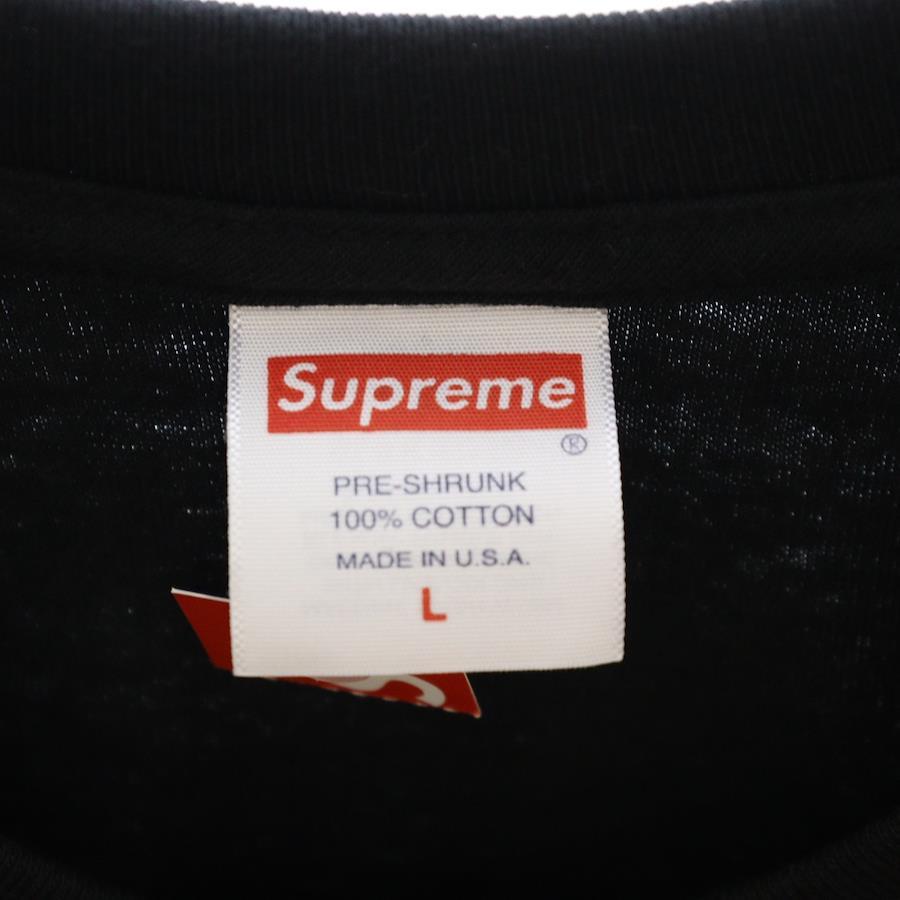 Supreme
®
PRE-SHRUNK
100% COTTON
MADE IN U.S.A.
L